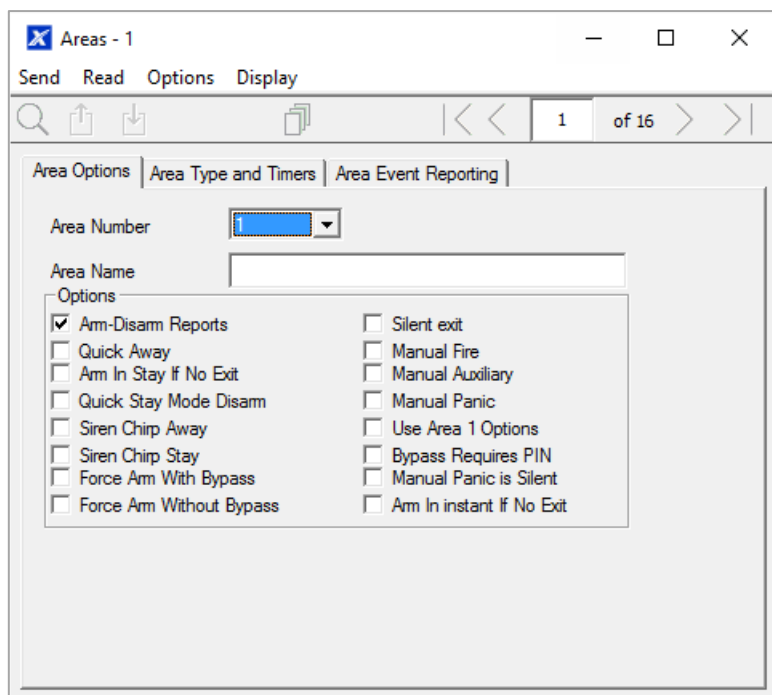 Areas - 1
Send Read Options Display
1 of 16
Area Options Area Type and Timers Area Event Reporting
Area Number 1
Area Name
Options
Arm-Disarm Reports Silent exit
Quick Away Manual Fire
Arm In Stay If No Exit Manual Auxiliary
Quick Stay Mode Disarm Manual Panic
Siren Chirp Away Use Area 1 Options
Siren Chirp Stay Bypass Requires PIN
Force Arm With Bypass Manual Panic is Silent
Force Arm Without Bypass Arm In instant If No Exit